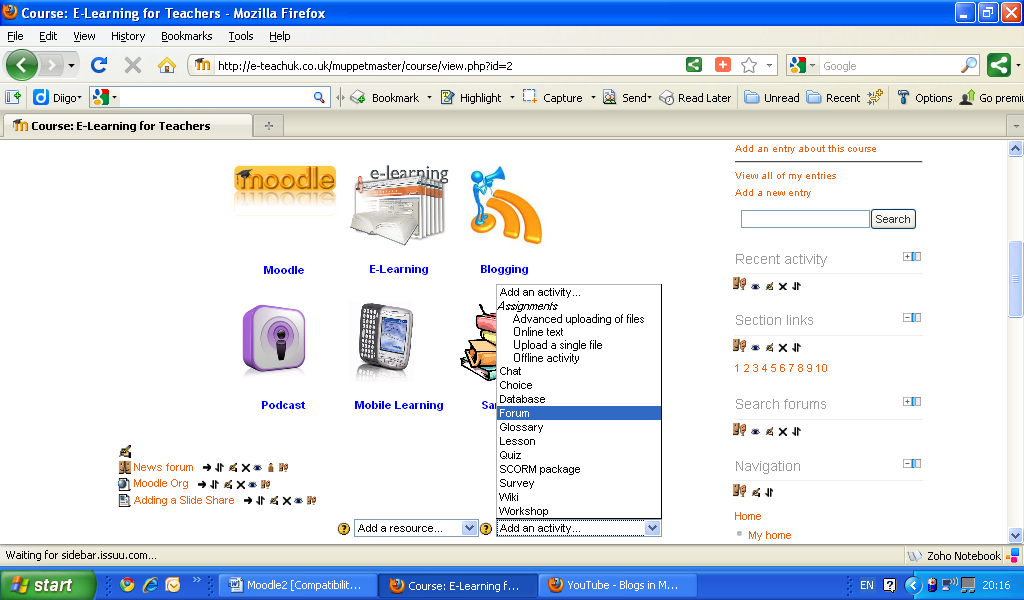 Course: E-Learning for Teachers - Mozilla Firefox
File Edit View History Bookmarks Tools Help
http://e-teachuk.co.uk/muppetmaster/course/view.php?id=2
Google
Diigo
Bookmark Highlight Capture Send Read Later Unread Recent Options Go premiu
Course: E-Learning for Teachers
Add an entry about this course
View all of my entries
Add a new entry
Search
moodle
e-learning
Moodle
E-Learning
Blogging
Recent activity
Section links
1 2 3 4 5 6 7 8 9 10
Search forums
Navigation
Home
My home
Podcast
Mobile Learning
Sa
Add an activity...
Assignments
Advanced uploading of files
Online text
Upload a single file
Offline activity
Chat
Choice
Database
Forum
Glossary
Lesson
Quiz
SCORM package
Survey
Wiki
Workshop
News forum
Moodle Org
Adding a Slide Share
Add a resource...
Add an activity...
Waiting for sidebar.issuu.com...
Zoho Notebook
start
Moodle2 [Compatibilit...
Course: E-Learning f...
YouTube - Blogs in M...
EN
20:16